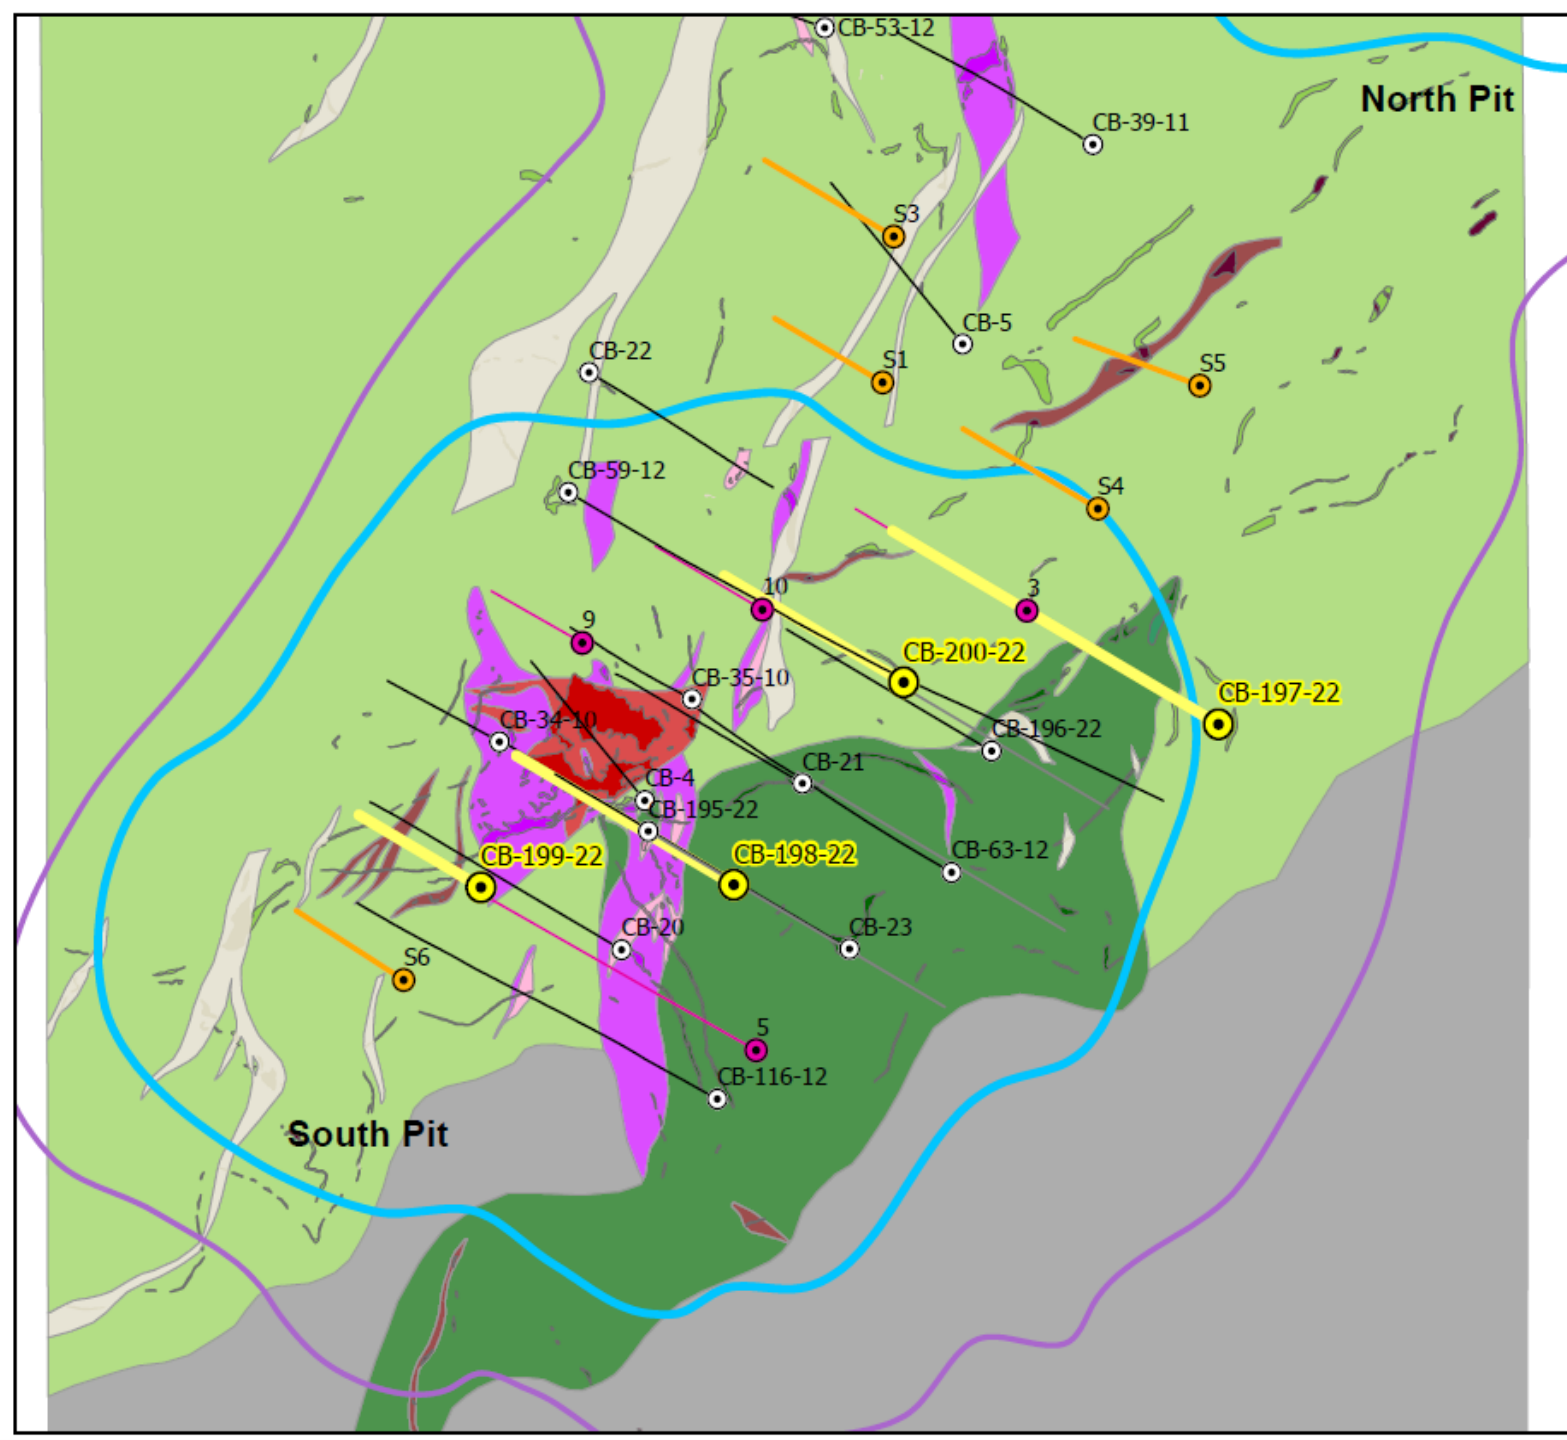 CB-53-12
North Pit
CB-39-11
S3
CB-5
CB-22
S1
S5
CB-59-12
S4
10
3
9
CB-200-22
CB-35-10
CB-197-22
CB-34-10
CB-196-22
CB-21
CB-4
CB-195-22
CB-199-22
CB-198-22
CB-63-12
CB-20
CB-23
S6
5
CB-116-12
South Pit